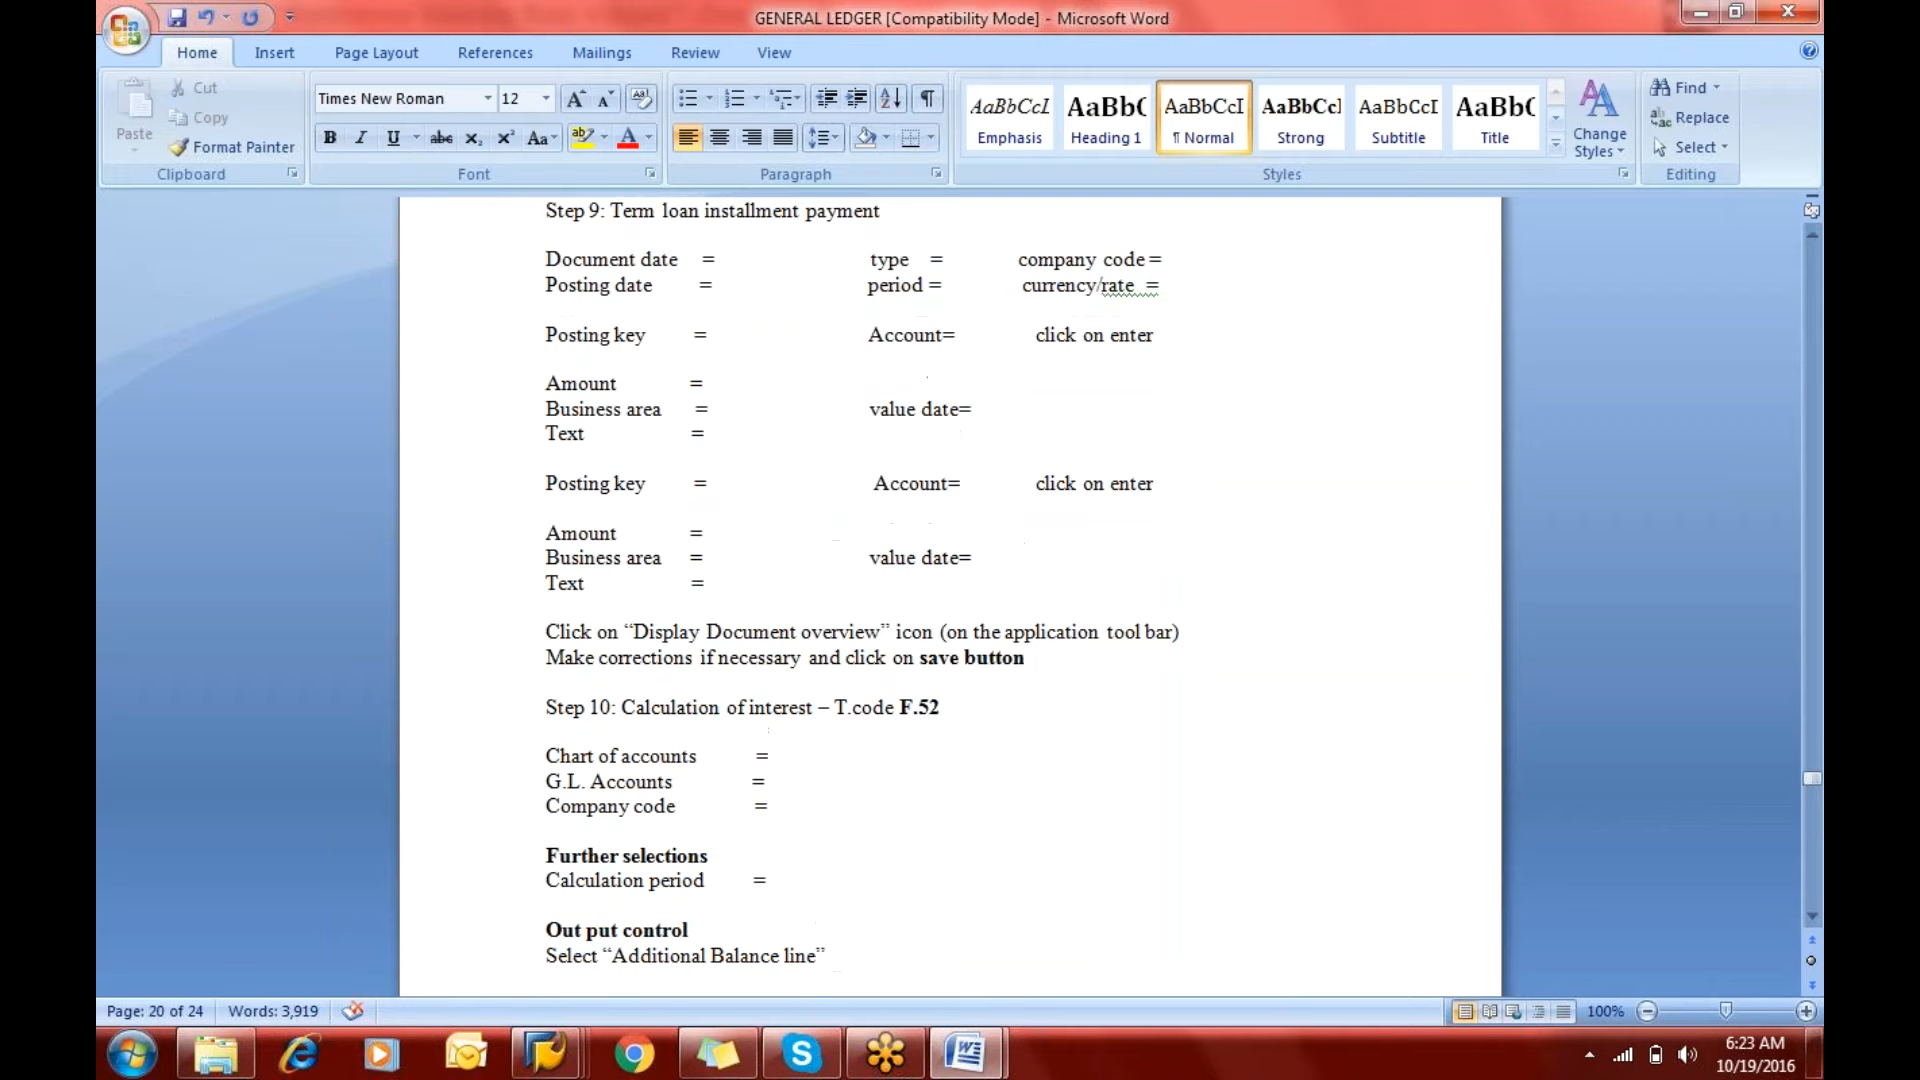 GENERAL LEDGER [Compatibility Mode] - Microsoft Word
Home Insert Page Layout References Mailings Review View
Paste Cut Copy Format Painter
Times New Roman 12
AaBbCcI AaBbC AaBbCcI AaBbCcI AaBbCcI AaBbC
Emphasis Heading 1 ¶ Normal Strong Subtitle Title
Change Styles
Find Replace Select
Clipboard Font Paragraph Styles Editing
Step 9: Term loan installment payment
Document date = type = company code =
Posting date = period = currency/rate =
Posting key = Account= click on enter
Amount =
Business area = value date=
Text =
Posting key = Account= click on enter
Amount =
Business area = value date=
Text =
Click on “Display Document overview” icon (on the application tool bar)
Make corrections if necessary and click on save button
Step 10: Calculation of interest – T.code F.52
Chart of accounts =
G.L. Accounts =
Company code =
Further selections
Calculation period =
Out put control
Select “Additional Balance line”
Page: 20 of 24 Words: 3,919 100%
6:23 AM
10/19/2016